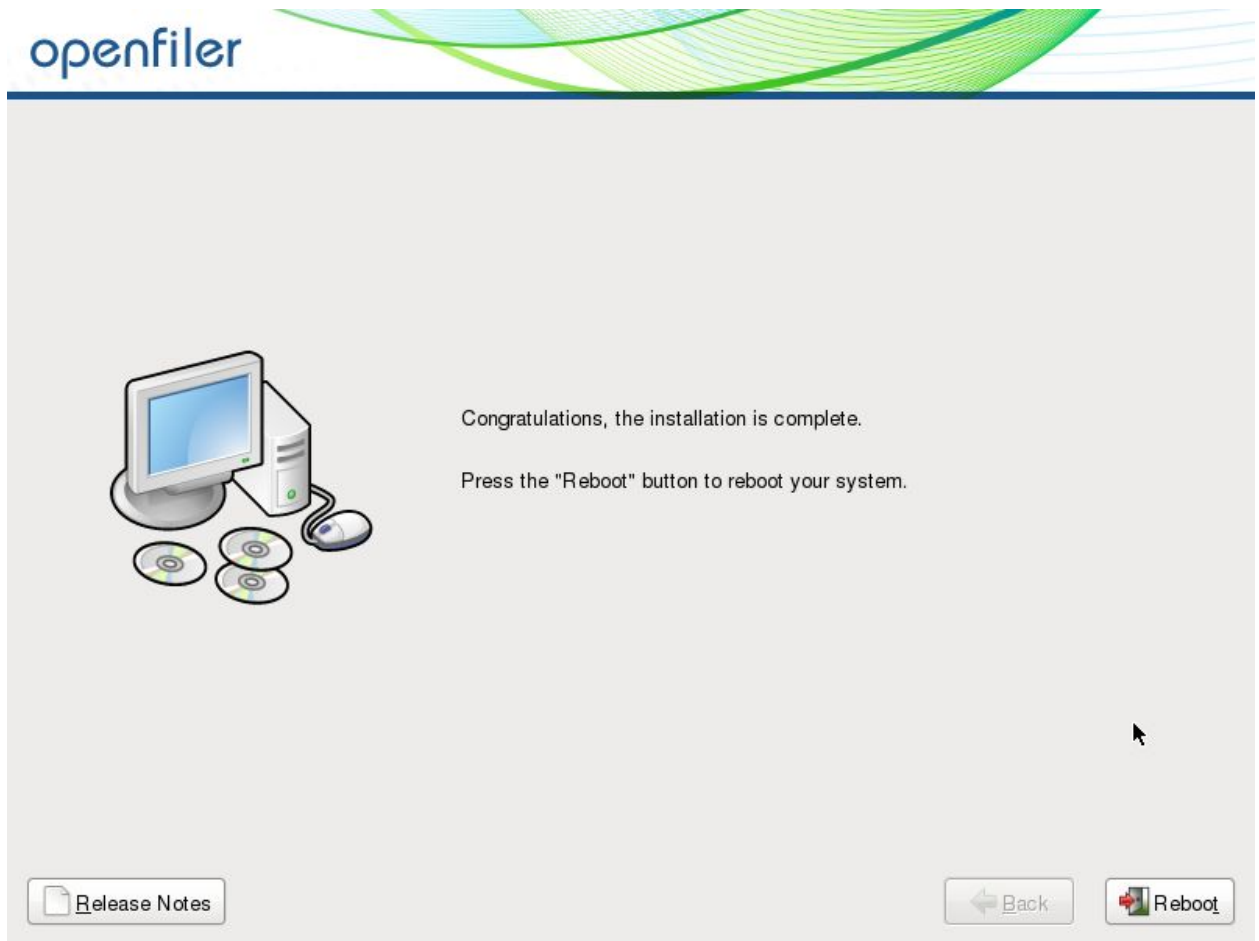 openfiler
Congratulations, the installation is complete.
Press the "Reboot" button to reboot your system.
Release Notes
Back
Reboot